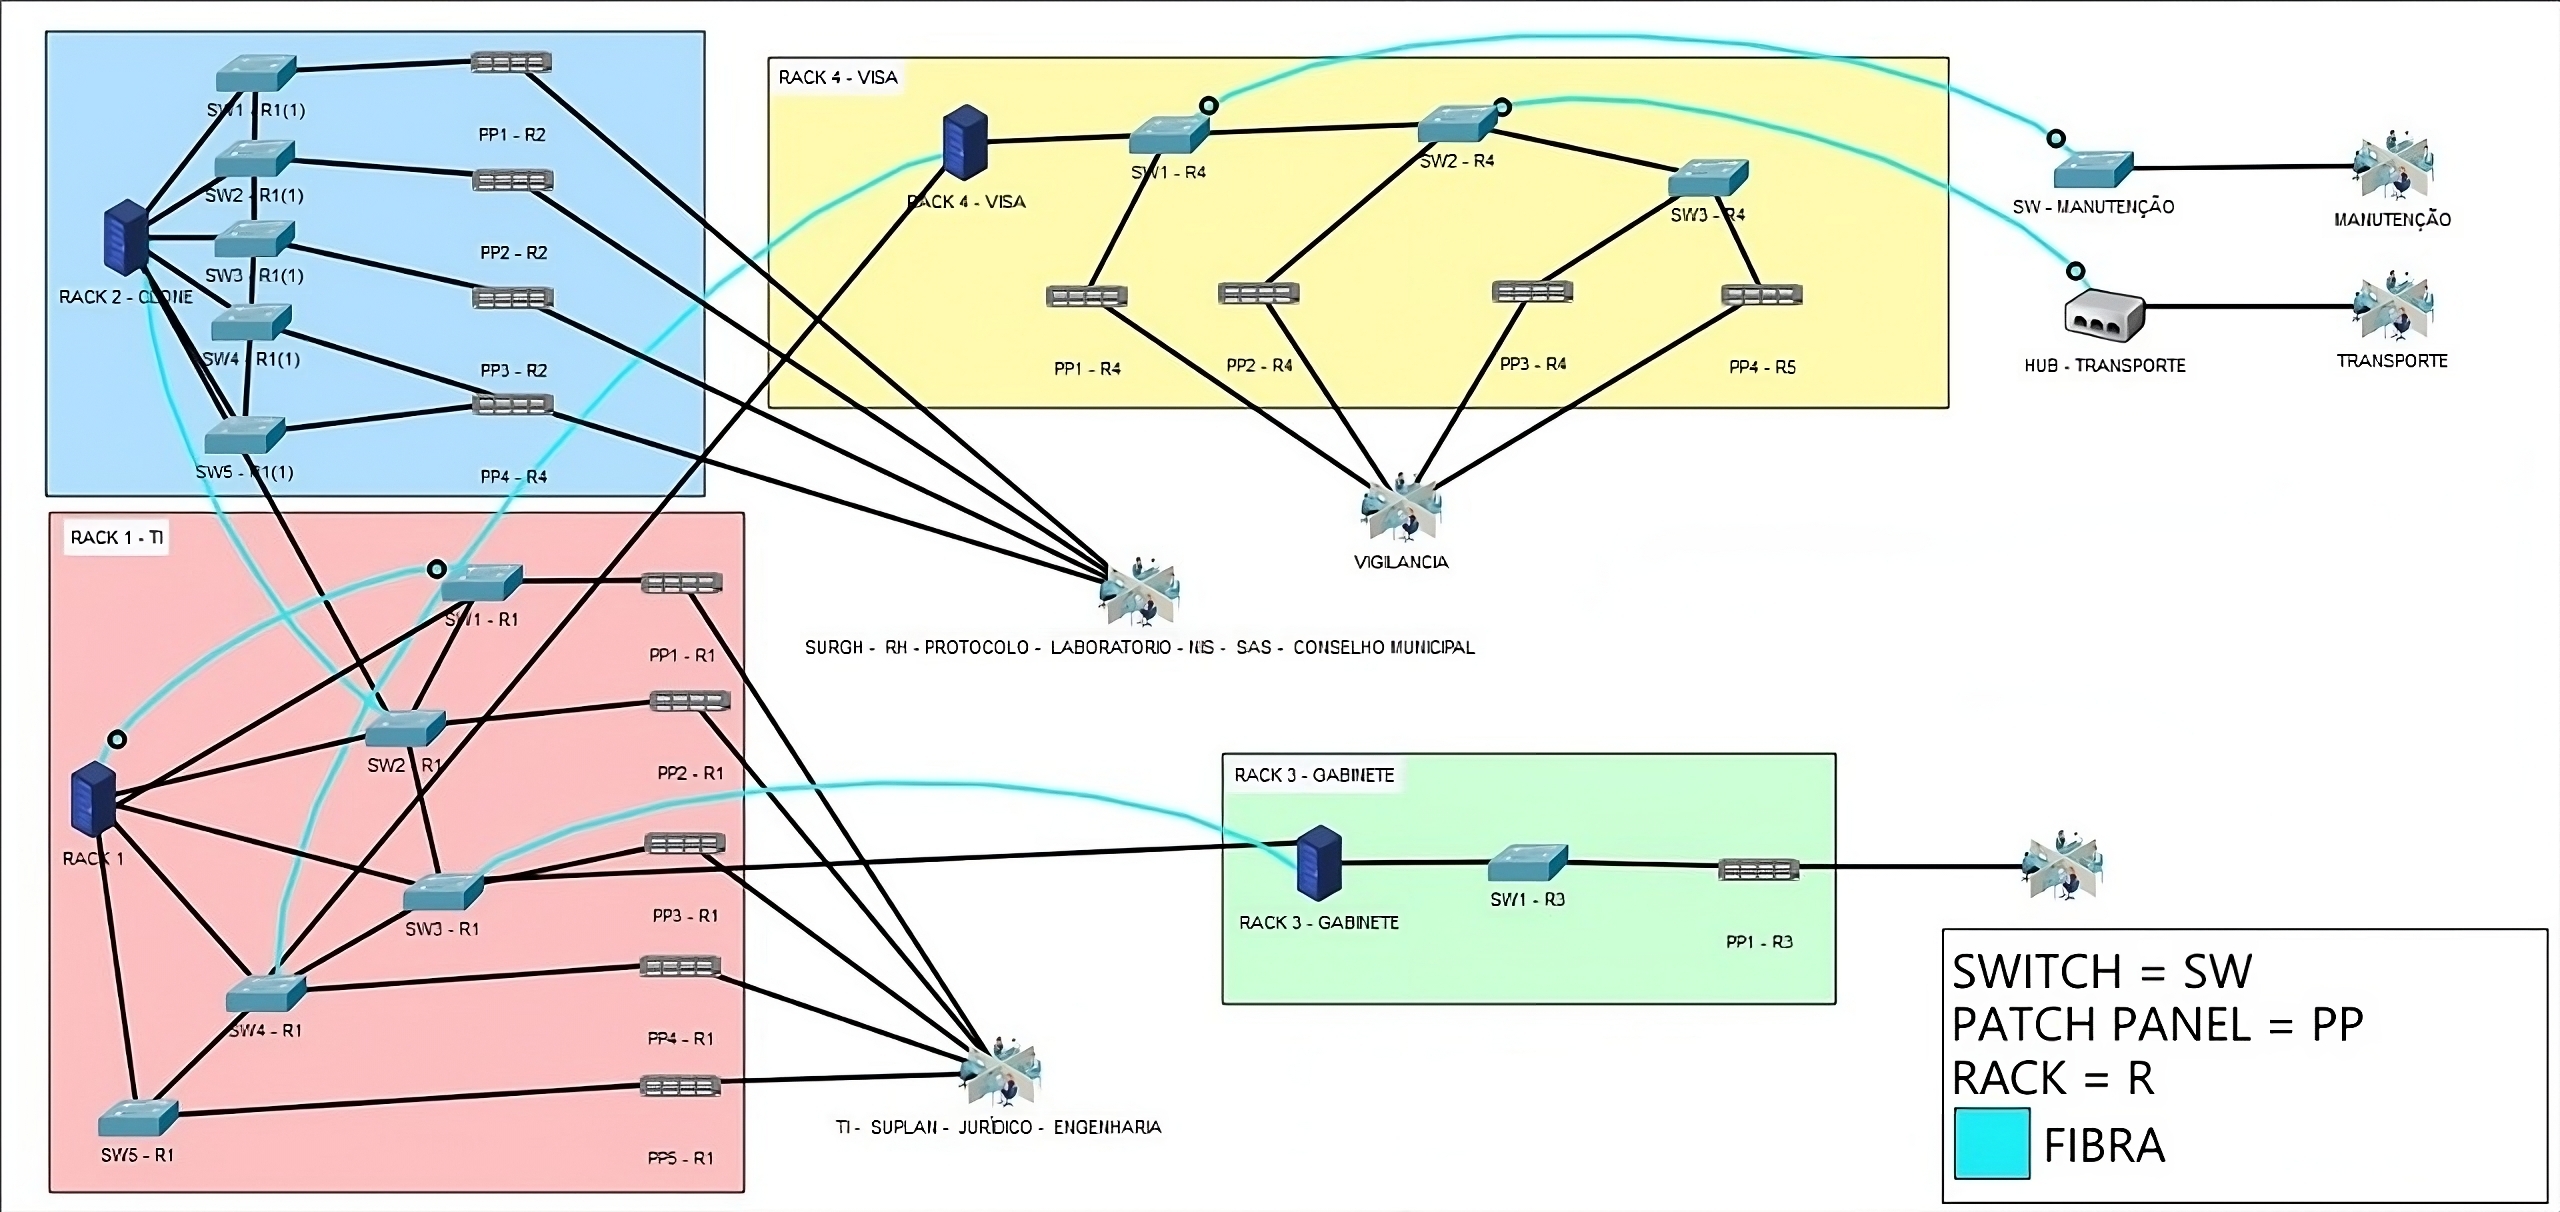 SW1 - R1(1)
PP1 - R2
SW2 - R1(1)
PP2 - R2
SW3 - R1(1)
RACK 2 - CLONE
PP3 - R2
SW4 - R1(1)
SW5 - R1(1)
PP4 - R4
RACK 4 - VISA
RACK 4 - VISA
SW1 - R4
SW2 - R4
SW3 - R4
PP1 - R4
PP2 - R4
PP3 - R4
PP4 - R5
SW - MANUTENÇÃO
MANUTENÇÃO
HUB - TRANSPORTE
TRANSPORTE
VIGILANCIA
SURGH - RH - PROTOCOLO - LABORATORIO - NIS - SAS - CONSELHO MUNICIPAL
RACK 1 - TI
SW1 - R1
PP1 - R1
SW2 - R1
PP2 - R1
RACK 1
SW3 - R1
PP3 - R1
SW4 - R1
PP4 - R1
SW5 - R1
PP5 - R1
TI - SUPLAN - JURÍDICO - ENGENHARIA
RACK 3 - GABINETE
RACK 3 - GABINETE
SW1 - R3
PP1 - R3
SWITCH = SW
PATCH PANEL = PP
RACK = R
FIBRA